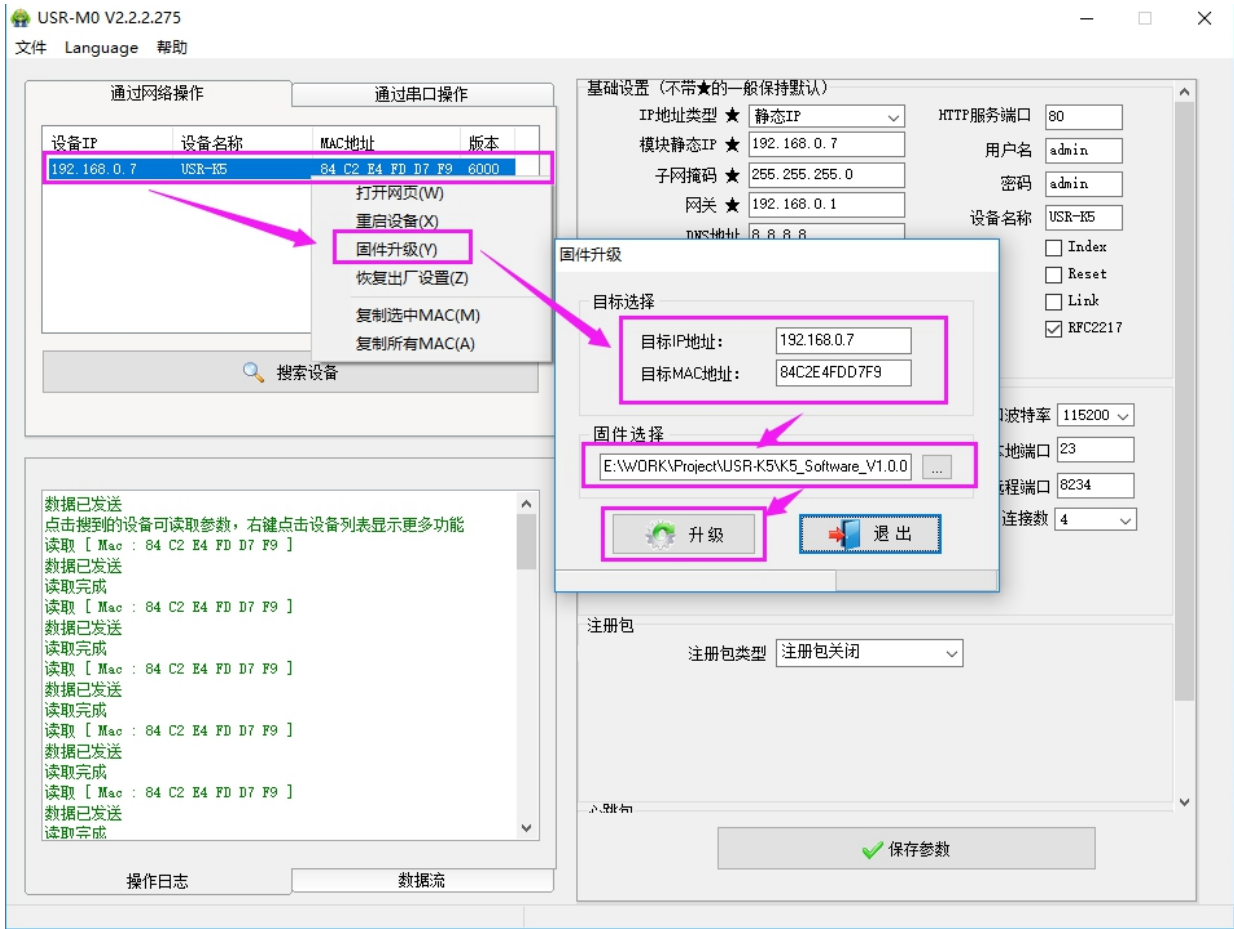 USR-M0 V2.2.2.275
文件 Language 帮助
通过网络操作 通过串口操作
设备IP 设备名称 MAC地址 版本
192.168.0.7 USR-K5 84 C2 E4 FD D7 F9 6000
打开网页(W)
重启设备(X)
固件升级(Y)
恢复出厂设置(Z)
复制选中MAC(M)
复制所有MAC(A)
搜索设备
数据已发送
点击搜到的设备可读取参数，右键点击设备列表显示更多功能
读取 [ Mac : 84 C2 E4 FD D7 F9 ]
数据已发送
读取完成
读取 [ Mac : 84 C2 E4 FD D7 F9 ]
数据已发送
读取完成
读取 [ Mac : 84 C2 E4 FD D7 F9 ]
数据已发送
读取完成
读取 [ Mac : 84 C2 E4 FD D7 F9 ]
数据已发送
读取完成
读取 [ Mac : 84 C2 E4 FD D7 F9 ]
数据已发送
读取完成
操作日志 数据流
基础设置（不带★的一般保持默认）
IP地址类型 ★ 静态IP
模块静态IP ★ 192.168.0.7
子网掩码 ★ 255.255.255.0
网关 ★ 192.168.0.1
DNS地址 8.8.8.8
HTTP服务端口 80
用户名 admin
密码 admin
设备名称 USR-K5
Index
Reset
Link
RFC2217
固件升级
目标选择
目标IP地址： 192.168.0.7
目标MAC地址： 84C2E4FDD7F9
固件选择
E:\WORK\Project\USR-K5\K5_Software_V1.0.0 ...
升级 退出
波特率 115200
地端口 23
远程端口 8234
连接数 4
注册包
注册包类型 注册包关闭
心跳包
保存参数